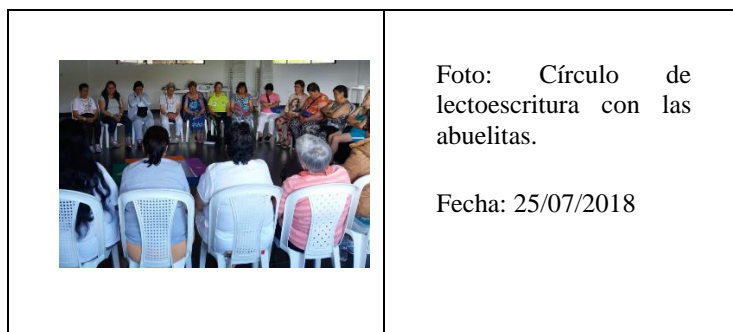 Foto: Círculo de
lectoescritura con las
abuelitas.
Fecha: 25/07/2018